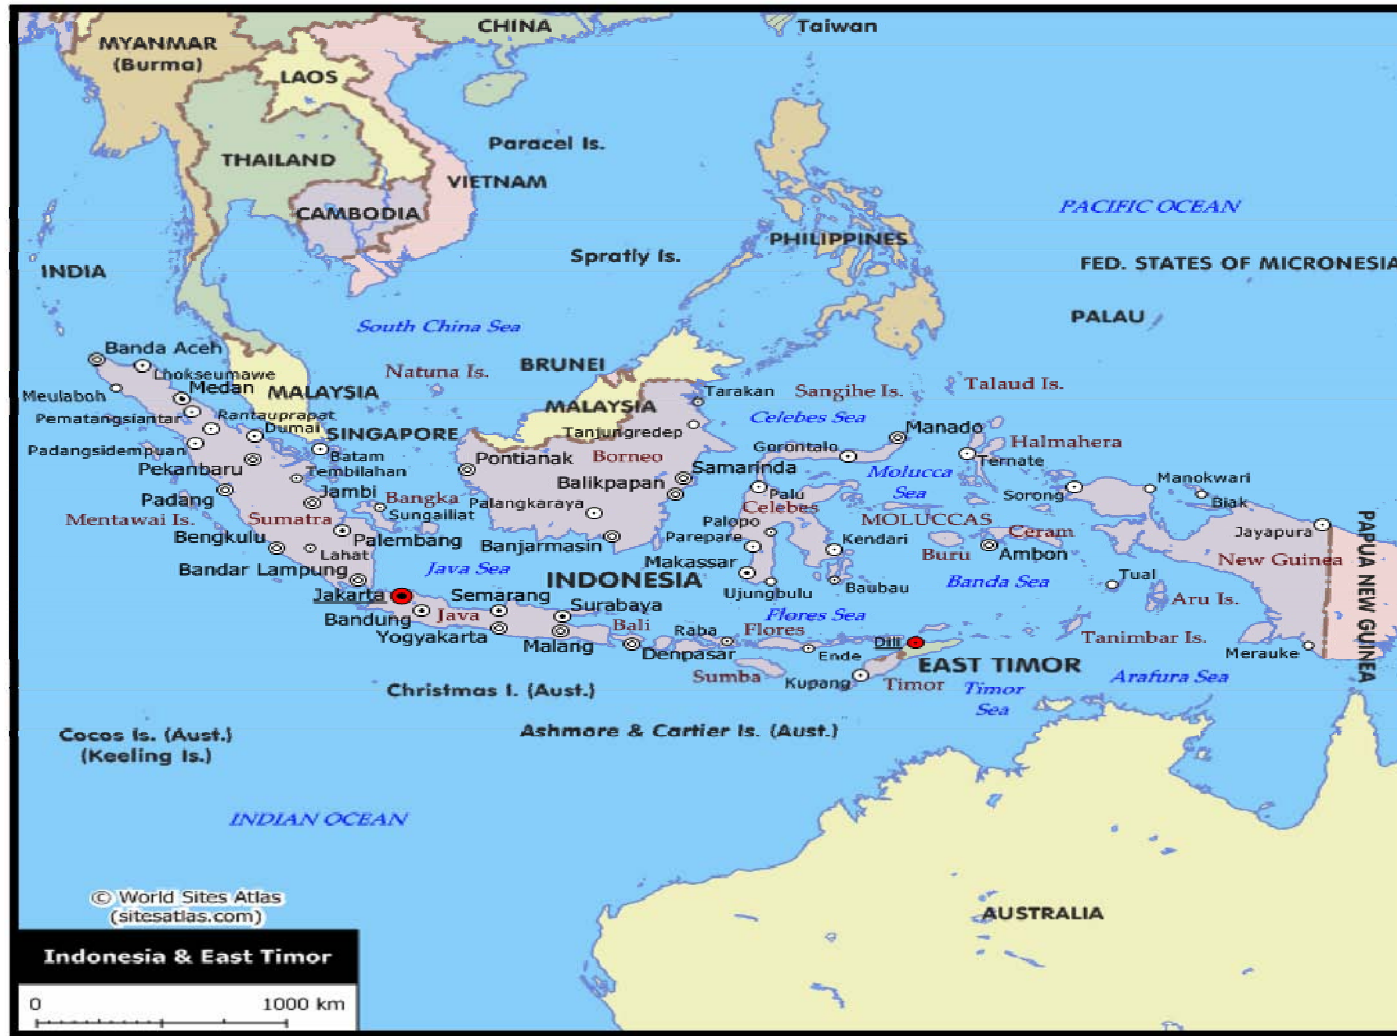 CHINA
Taiwan
MYANMAR
(Burma)
LAOS
Paracel Is.
THAILAND
VIETNAM
CAMBODIA
PACIFIC OCEAN
PHILIPPINES
Spratly Is.
INDIA
FED. STATES OF MICRONESIA
PALAU
South China Sea
Banda Aceh
Lhokseumawe
BRUNEI
Natuna Is.
Meulaboh
Medan
MALAYSIA
MALAYSIA
Tarakan
Sangihe Is.
Talaud Is.
Pematangsiantar
Rantauprapat
Celebes Sea
Padangsidempuan
Dumai
SINGAPORE
Tanjungredep
Manado
Halmahera
Batam
Gorontalo
Pekanbaru
Tembilahan
Pontianak
Borneo
Samarinda
Molucca
Sea
Ternate
Manokwari
Padang
Jambi
Bangka
Balikpapan
Palu
Sorong
Biak
Mentawai Is.
Sumatra
Sungailiat
Palangkaraya
Celebes
Palopo
MOLUCCAS
Bengkulu
Palembang
Parepare
Kendari
Ceram
Jayapura
Lahat
Banjarmasin
Buru
Ambon
New Guinea
PAPUA NEW GUINEA
Bandar Lampung
Java Sea
INDONESIA
Makassar
Banda Sea
Tual
Jakarta
Semarang
Ujungbulu
Baubau
Aru Is.
Bandung
Java
Surabaya
Flores Sea
Yogyakarta
Bali
Raba
Flores
Dili
Tanimbar Is.
Malang
Denpasar
Ende
EAST TIMOR
Merauke
Sumba
Kupang
Timor
Timor
Sea
Arafura Sea
Christmas I. (Aust.)
Cocos Is. (Aust.)
(Keeling Is.)
Ashmore & Cartier Is. (Aust.)
INDIAN OCEAN
© World Sites Atlas
(sitesatlas.com)
AUSTRALIA
Indonesia & East Timor
0 1000 km